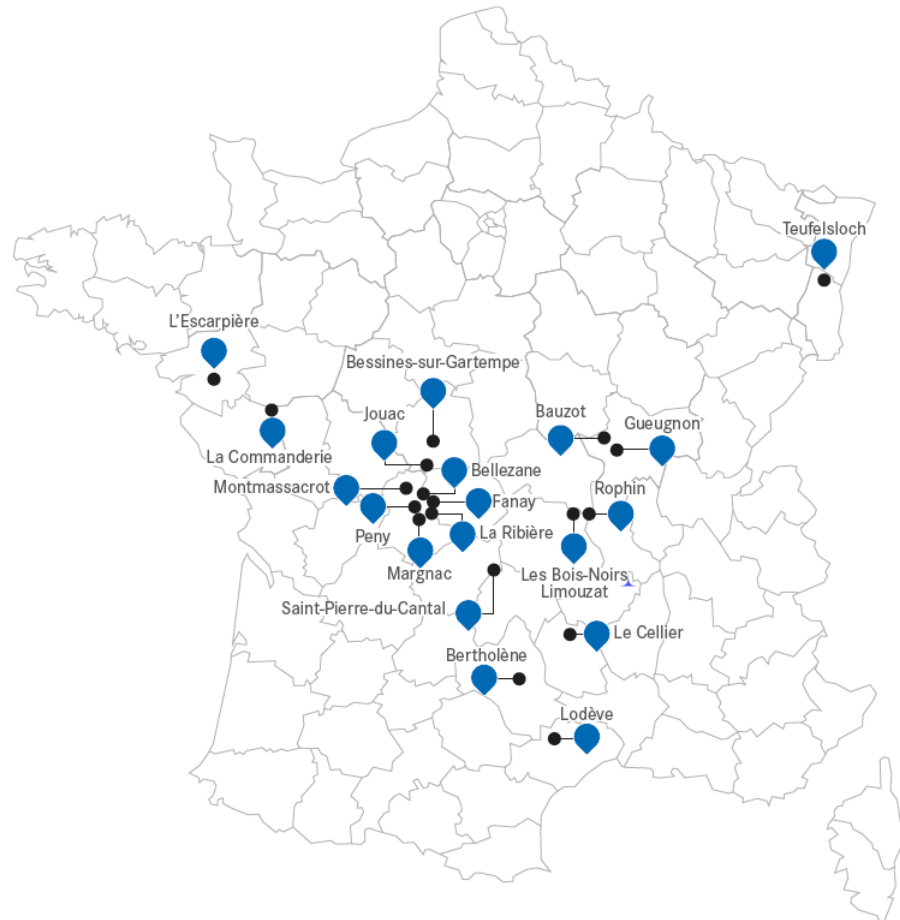 Teufelsloch
L'Escarpière
Bessines-sur-Gartempe
Jouac
Bauzot
Gueugnon
La Commanderie
Bellezane
Montmassacrot
Rophin
Fanay
Peny
La Ribière
Margnac
Les Bois-Noirs
Limouzat
Saint-Pierre-du-Cantal
Le Cellier
Bertholène
Lodève